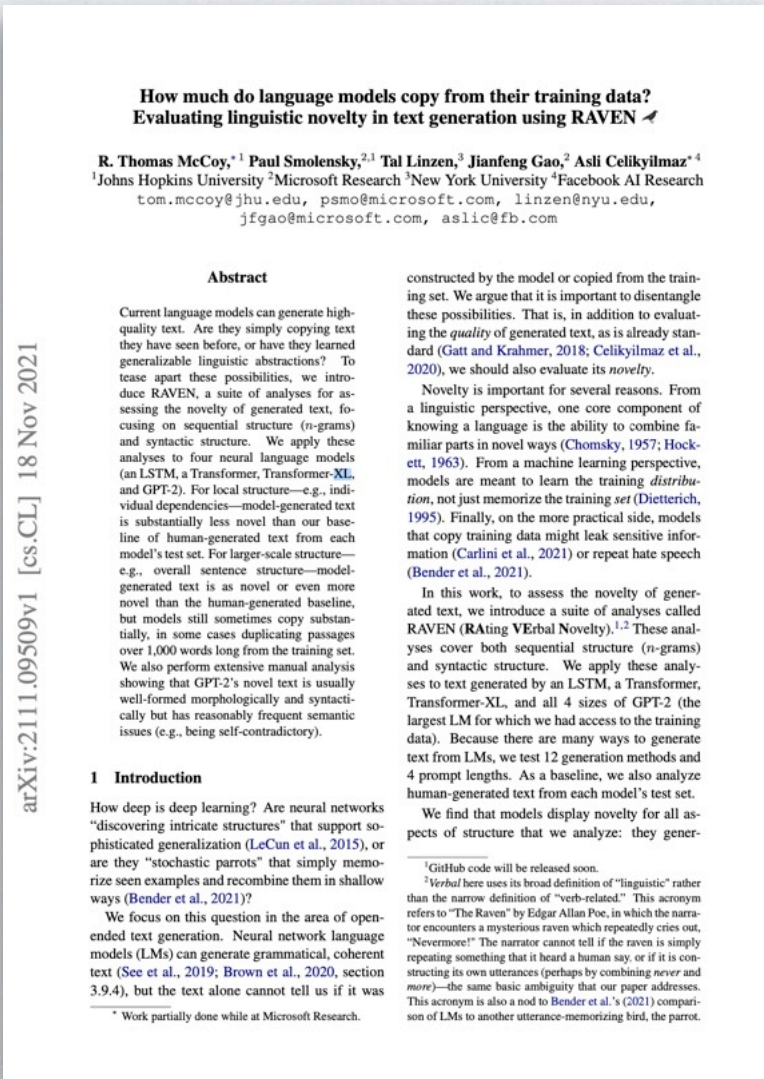 How much do language models copy from their training data?
Evaluating linguistic novelty in text generation using RAVEN
R. Thomas McCoy,*,1 Paul Smolensky,2,1 Tal Linzen,3 Jianfeng Gao,2 Asli Celikyilmaz*4
1Johns Hopkins University 2Microsoft Research 3New York University 4Facebook AI Research
tom.mccoy@jhu.edu, psmo@microsoft.com, linzen@nyu.edu,
jfgao@microsoft.com, aslic@fb.com
arXiv:2111.09509v1 [cs.CL] 18 Nov 2021
Abstract
Current language models can generate high-
quality text. Are they simply copying text
they have seen before, or have they learned
generalizable linguistic abstractions? To
tease apart these possibilities, we intro-
duce RAVEN, a suite of analyses for as-
sessing the novelty of generated text, fo-
cusing on sequential structure (n-grams)
and syntactic structure. We apply these
analyses to four neural language models
(an LSTM, a Transformer, Transformer-XL,
and GPT-2). For local structure—e.g., indi-
vidual dependencies—model-generated text
is substantially less novel than our base-
line of human-generated text from each
model's test set. For larger-scale structure—
e.g., overall sentence structure—model-
generated text is as novel or even more
novel than the human-generated baseline,
but models still sometimes copy substan-
tially, in some cases duplicating passages
over 1,000 words long from the training set.
We also perform extensive manual analysis
showing that GPT-2's novel text is usually
well-formed morphologically and syntacti-
cally but has reasonably frequent semantic
issues (e.g., being self-contradictory).
1 Introduction
How deep is deep learning? Are neural networks
"discovering intricate structures" that support so-
phisticated generalization (LeCun et al., 2015), or
are they "stochastic parrots" that simply memo-
rize seen examples and recombine them in shallow
ways (Bender et al., 2021)?
We focus on this question in the area of open-
ended text generation. Neural network language
models (LMs) can generate grammatical, coherent
text (See et al., 2019; Brown et al., 2020, section
3.9.4), but the text alone cannot tell us if it was
* Work partially done while at Microsoft Research.
constructed by the model or copied from the train-
ing set. We argue that it is important to disentangle
these possibilities. That is, in addition to evaluat-
ing the quality of generated text, as is already stan-
dard (Gatt and Krahmer, 2018; Celikyilmaz et al.,
2020), we should also evaluate its novelty.
Novelty is important for several reasons. From
a linguistic perspective, one core component of
knowing a language is the ability to combine fa-
miliar parts in novel ways (Chomsky, 1957; Hock-
ett, 1963). From a machine learning perspective,
models are meant to learn the training distribu-
tion, not just memorize the training set (Dietterich,
1995). Finally, on the more practical side, models
that copy training data might leak sensitive infor-
mation (Carlini et al., 2021) or repeat hate speech
(Bender et al., 2021).
In this work, to assess the novelty of gener-
ated text, we introduce a suite of analyses called
RAVEN (RAting VErbal Novelty).1,2 These anal-
yses cover both sequential structure (n-grams)
and syntactic structure. We apply these analy-
ses to text generated by an LSTM, a Transformer,
Transformer-XL, and all 4 sizes of GPT-2 (the
largest LM for which we had access to the training
data). Because there are many ways to generate
text from LMs, we test 12 generation methods and
4 prompt lengths. As a baseline, we also analyze
human-generated text from each model's test set.
We find that models display novelty for all as-
pects of structure that we analyze: they gener-
1GitHub code will be released soon.
2Verbal here uses its broad definition of "linguistic" rather
than the narrow definition of "verb-related." This acronym
refers to "The Raven" by Edgar Allan Poe, in which the narra-
tor encounters a mysterious raven which repeatedly cries out,
"Nevermore!" The narrator cannot tell if the raven is simply
repeating something that it heard a human say, or if it is con-
structing its own utterances (perhaps by combining never and
more)—the same basic ambiguity that our paper addresses.
This acronym is also a nod to Bender et al.'s (2021) compari-
son of LMs to another utterance-memorizing bird, the parrot.